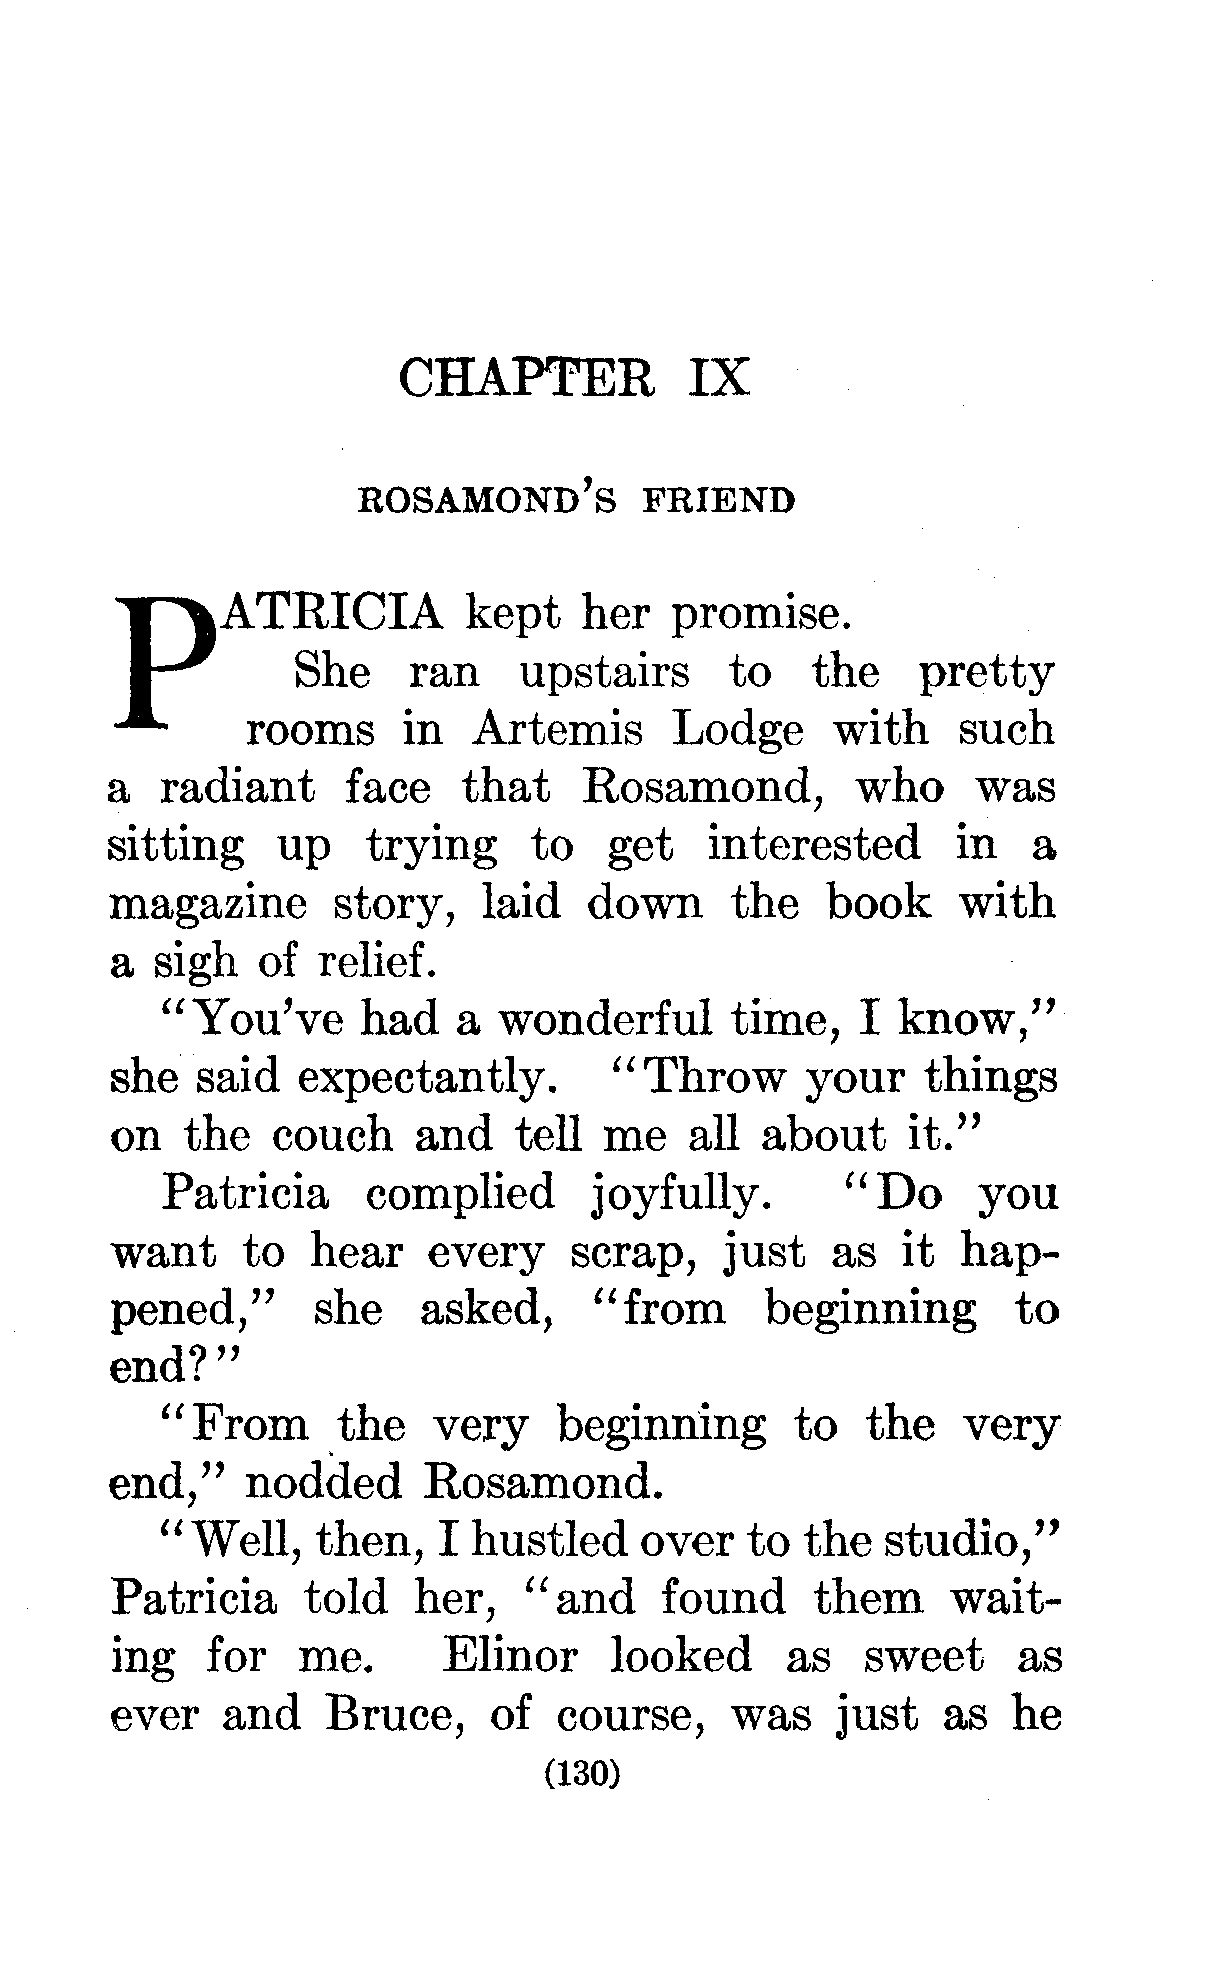 CHAPTER IX
ROSAMOND'S FRIEND
PATRICIA kept her promise.
She ran upstairs to the pretty
rooms in Artemis Lodge with such
a radiant face that Rosamond, who was
sitting up trying to get interested in a
magazine story, laid down the book with
a sigh of relief.
"You've had a wonderful time, I know,"
she said expectantly. "Throw your things
on the couch and tell me all about it."
Patricia complied joyfully. "Do you
want to hear every scrap, just as it hap-
pened," she asked, "from beginning to
end?"
"From the very beginning to the very
end," nodded Rosamond.
"Well, then, I hustled over to the studio,"
Patricia told her, "and found them wait-
ing for me. Elinor looked as sweet as
ever and Bruce, of course, was just as he
(130)